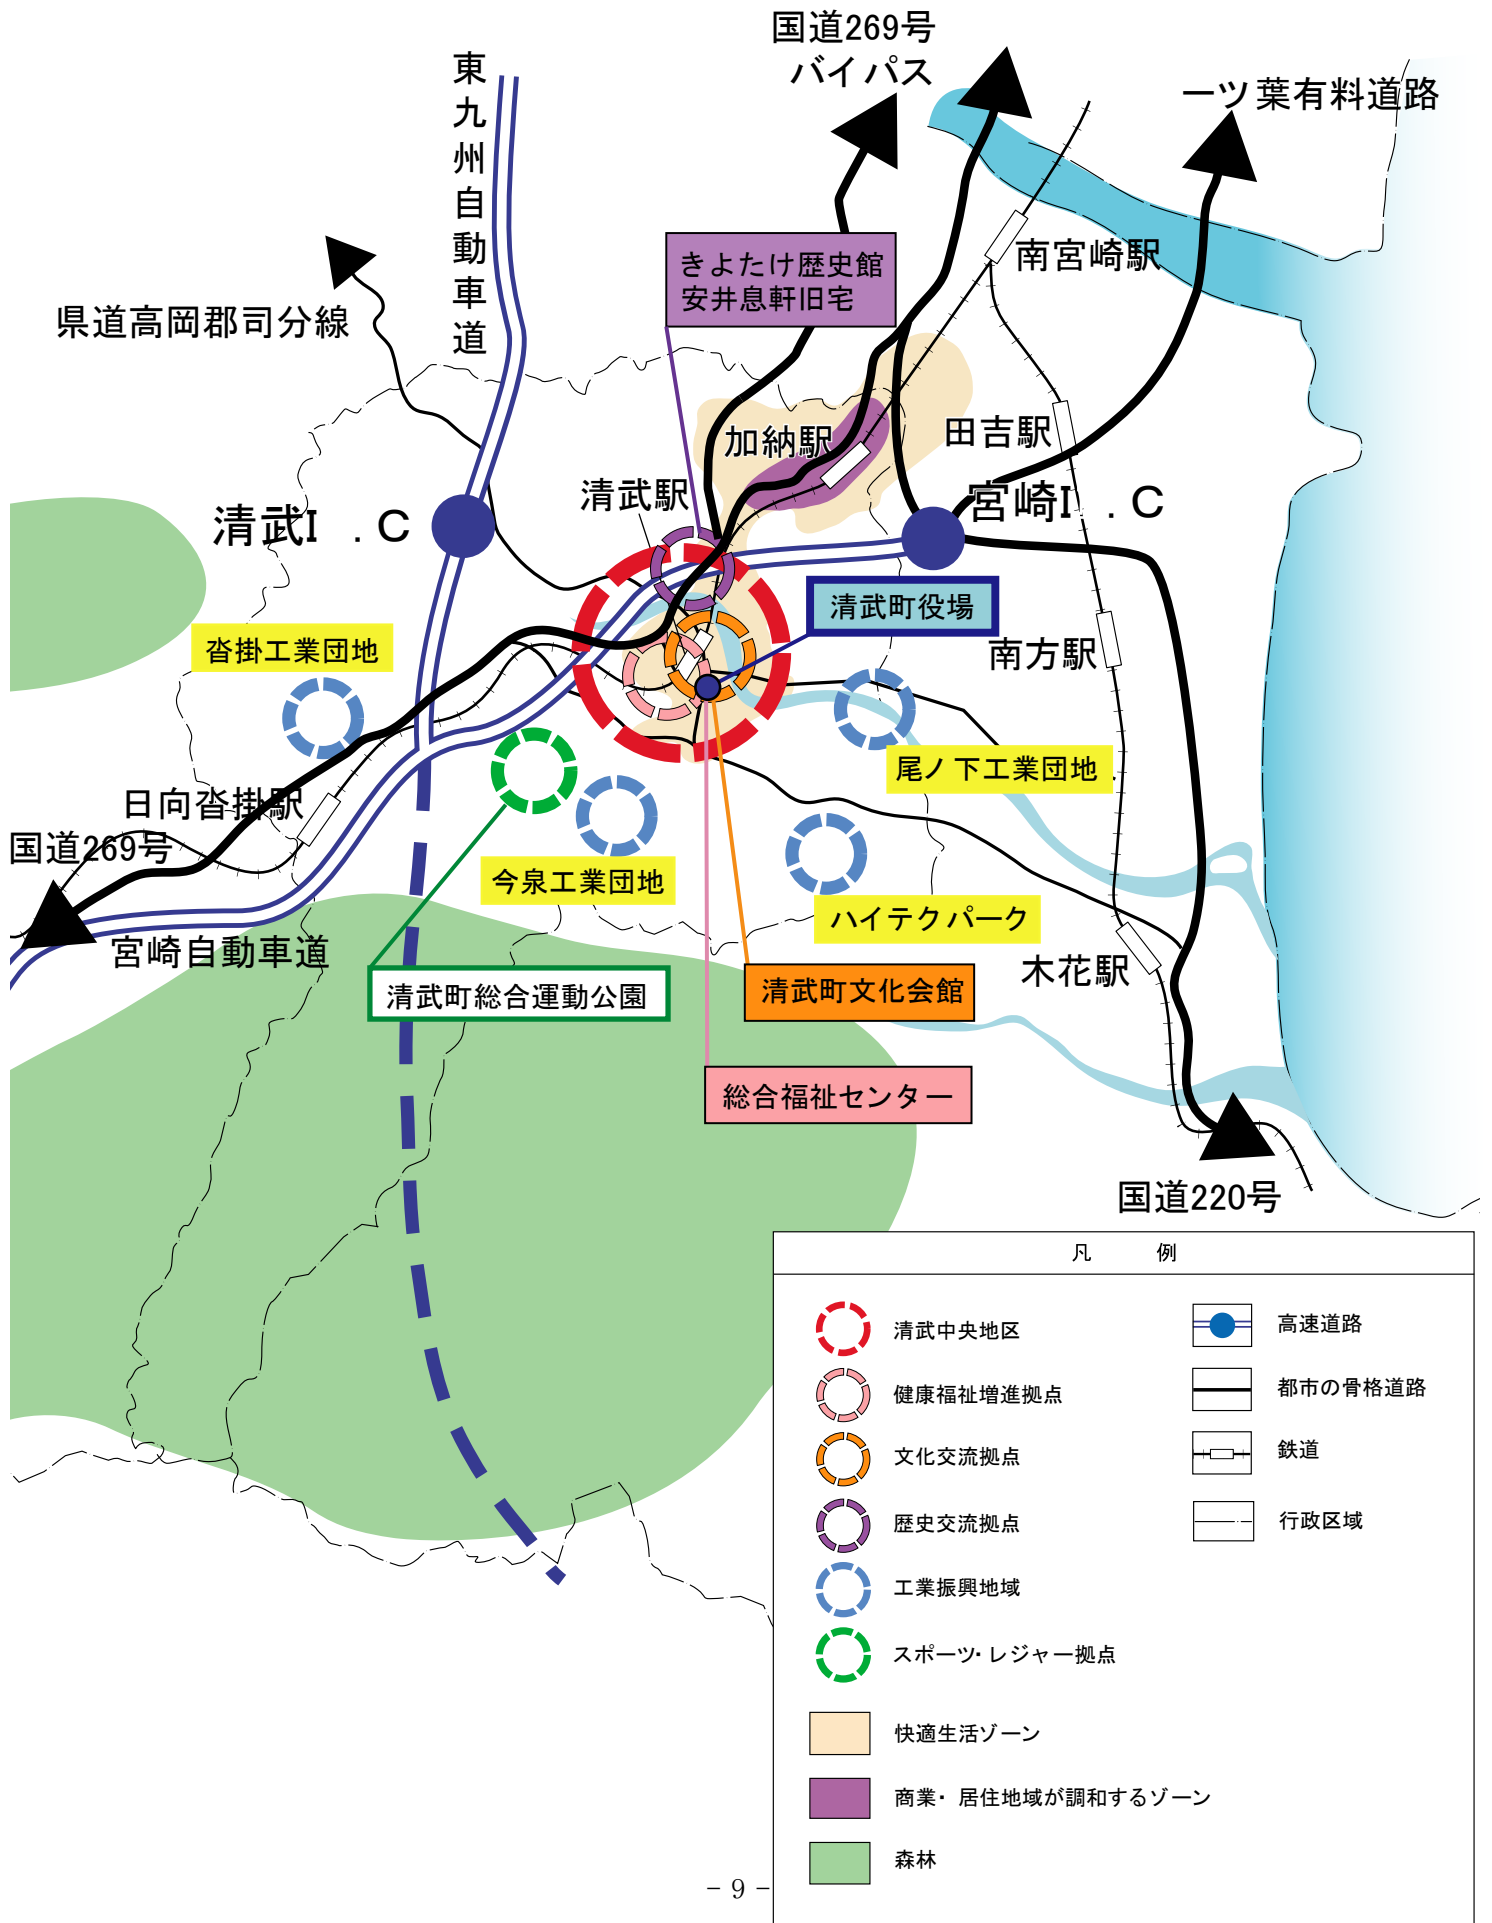 国道269号
バイパス
一ツ葉有料道路
東九州自動車道
南宮崎駅
きよたけ歴史館
安井息軒旧宅
県道高岡郡司分線
加納駅
田吉駅
清武駅
清武I．C
宮崎I．C
清武町役場
沓掛工業団地
南方駅
尾ノ下工業団地
日向沓掛駅
国道269号
今泉工業団地
ハイテクパーク
宮崎自動車道
木花駅
清武町総合運動公園
清武町文化会館
総合福祉センター
国道220号
凡　例
清武中央地区
高速道路
健康福祉増進拠点
都市の骨格道路
文化交流拠点
鉄道
歴史交流拠点
行政区域
工業振興地域
スポーツ・レジャー拠点
快適生活ゾーン
商業・居住地域が調和するゾーン
森林
- 9 -